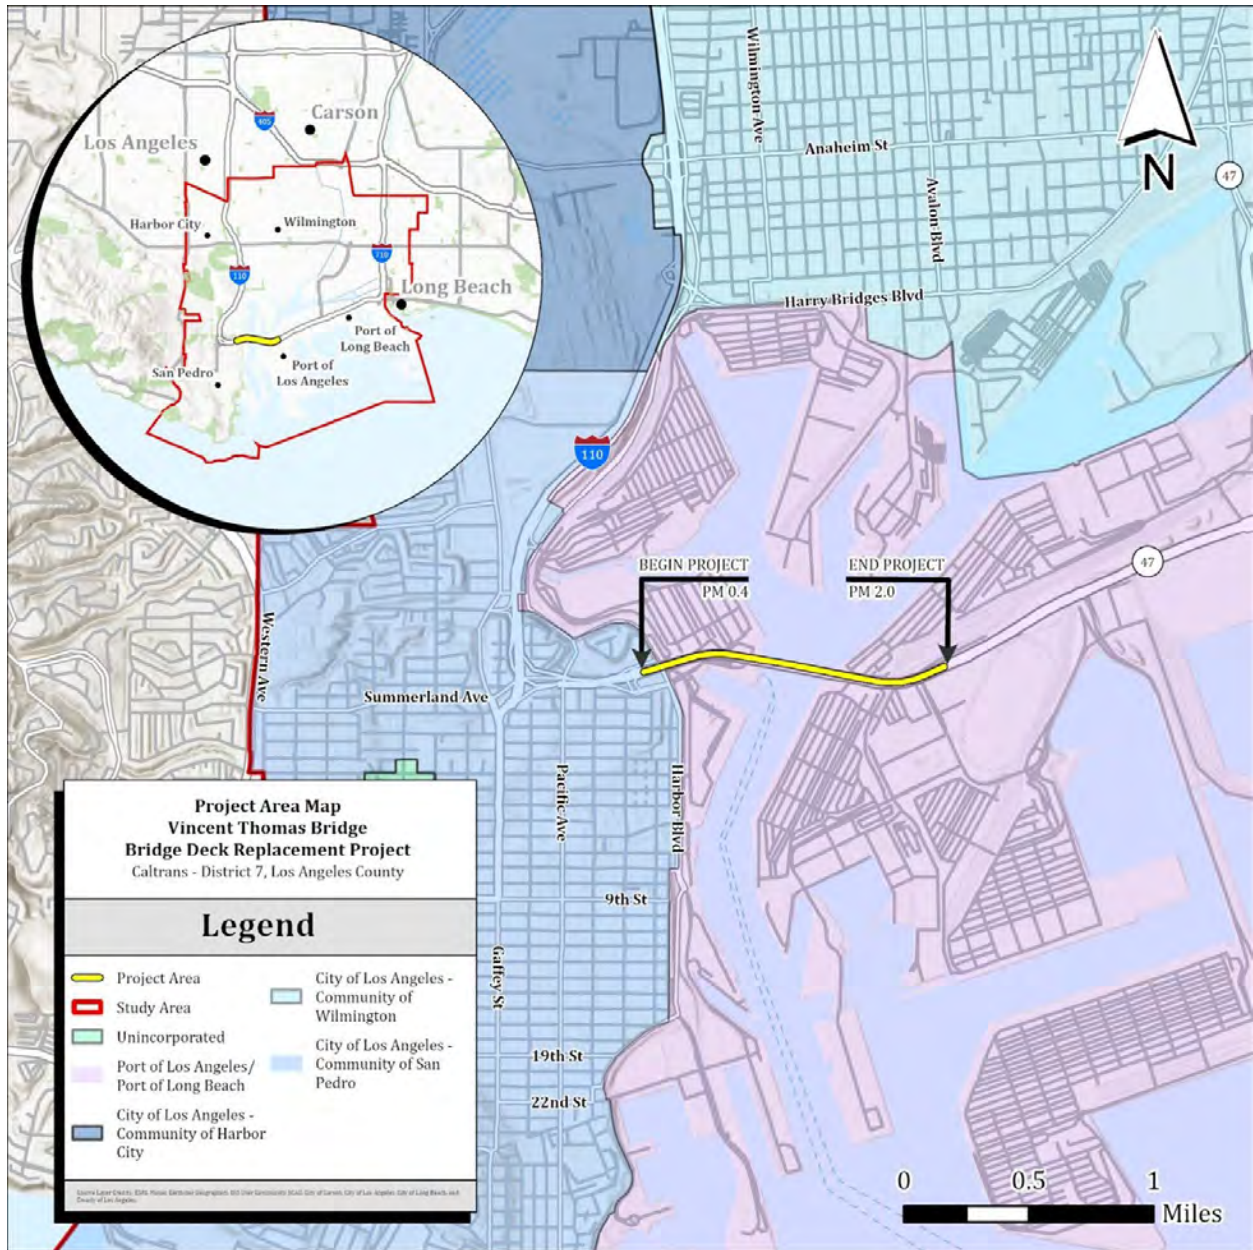 Wilmington Ave
Anaheim St
Avalon Blvd
47
N
Harry Bridges Blvd
405
Carson
Los Angeles
Harbor City
Wilmington
110
710
Long Beach
Port of
Long Beach
Port of
Los Angeles
San Pedro
110
BEGIN PROJECT
PM 0.4
END PROJECT
PM 2.0
47
Western Ave
Summerland Ave
Pacific Ave
Harbor Blvd
9th St
Gaffey St
19th St
22nd St
Project Area Map
Vincent Thomas Bridge
Bridge Deck Replacement Project
Caltrans - District 7, Los Angeles County
Legend
Project Area
Study Area
Unincorporated
Port of Los Angeles/
Port of Long Beach
City of Los Angeles -
Community of Harbor
City
City of Los Angeles -
Community of
Wilmington
City of Los Angeles -
Community of San
Pedro
0 0.5 1
Miles